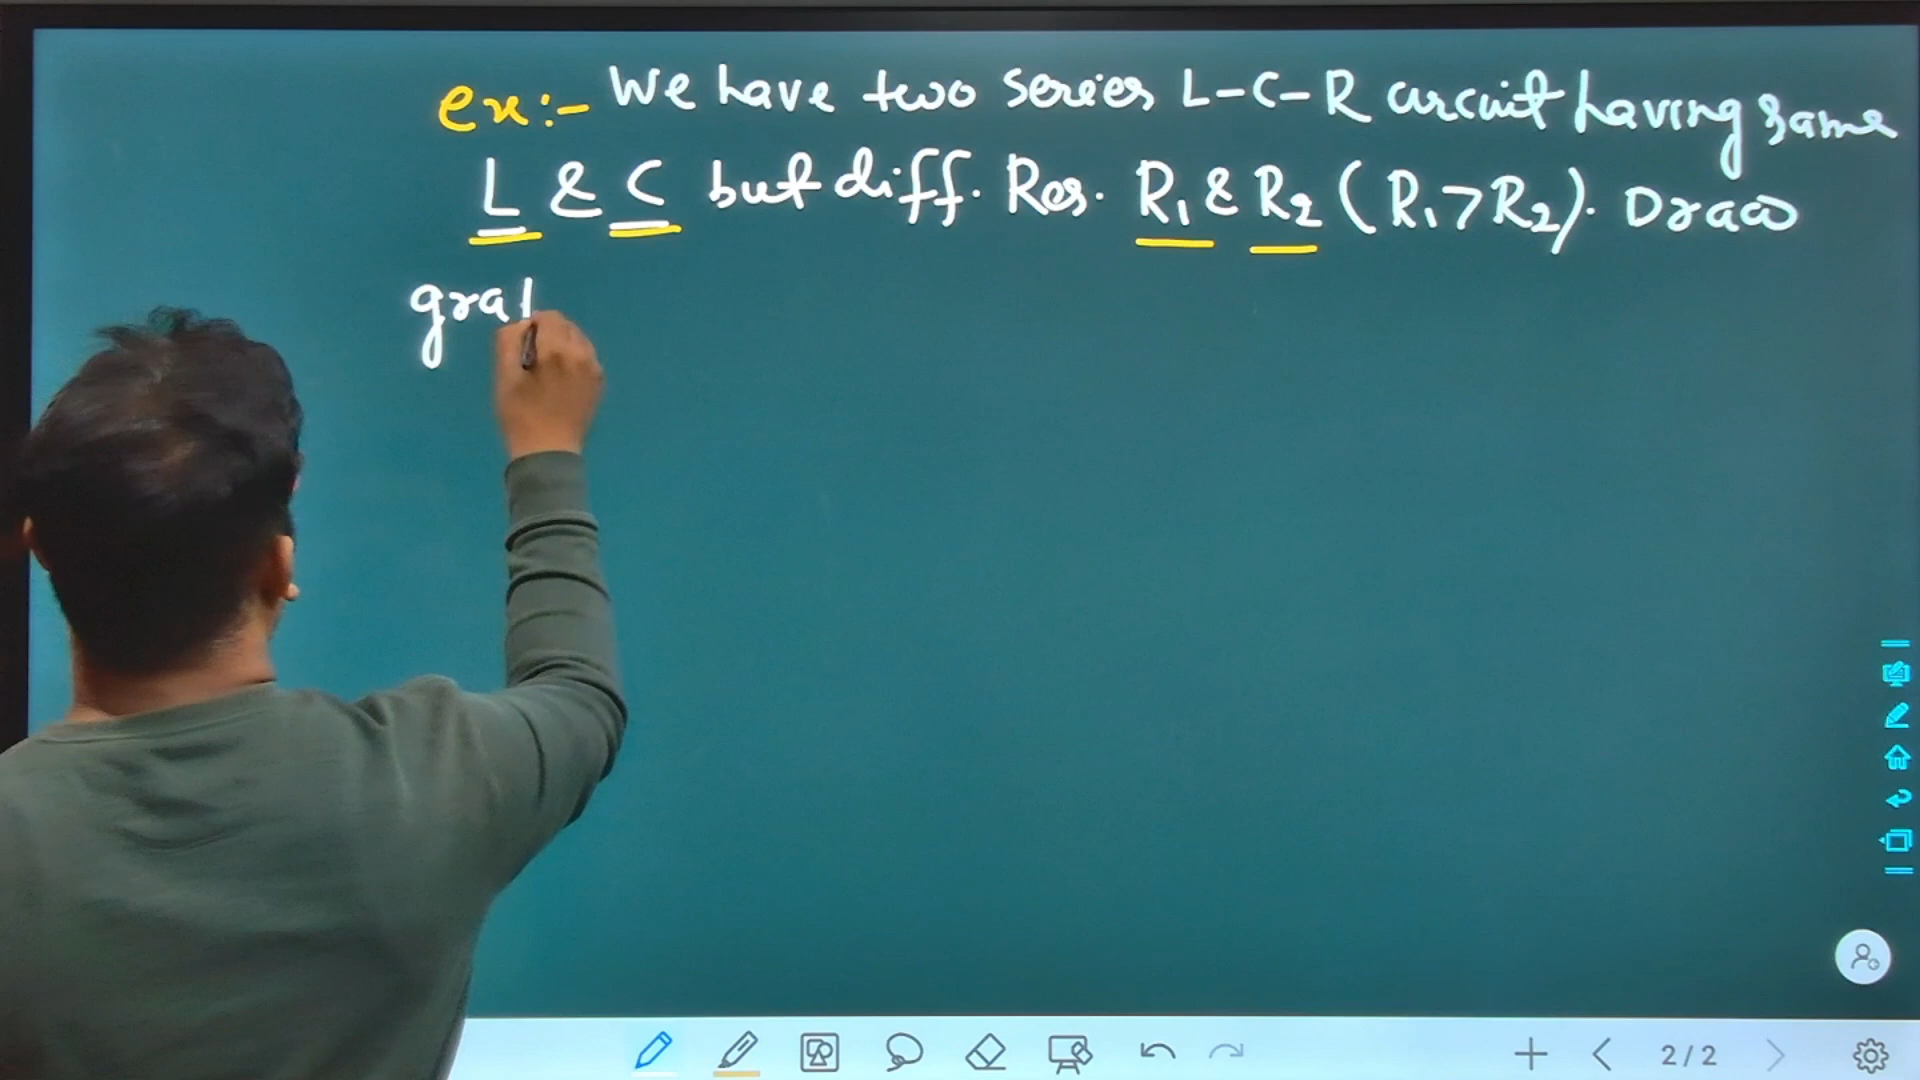 ex:- We have two series L-C-R circuit having same
L & C but diff. Res. R₁ & R₂ (R₁>R₂). Draw
gra
2/2